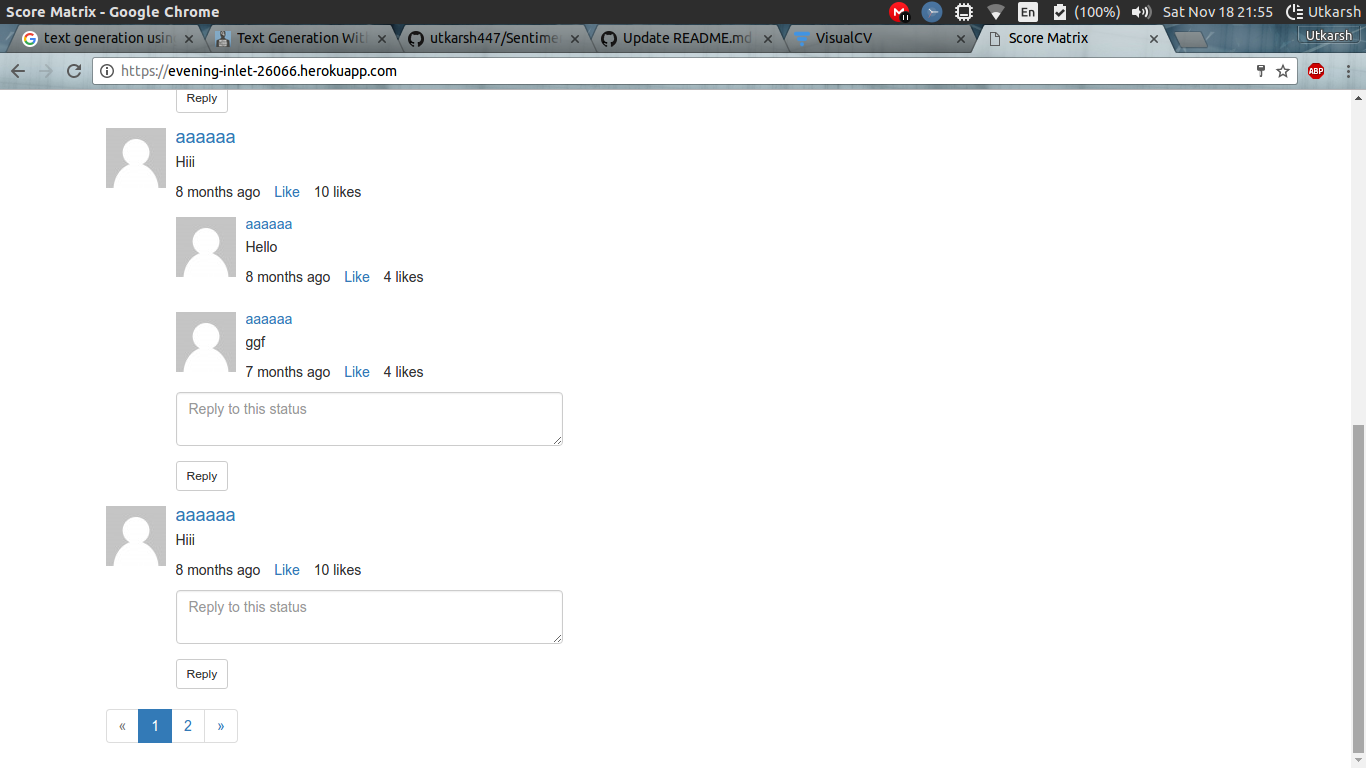 Score Matrix - Google Chrome
M 11 En (100%) Sat Nov 18 21:55 Utkarsh
text generation usin Text Generation Wit utkarsh447/Sentime Update README.md VisualCV Score Matrix Utkarsh
https://evening-inlet-26066.herokuapp.com ABP
Reply
aaaaaa
Hiii
8 months ago Like 10 likes
aaaaaa
Hello
8 months ago Like 4 likes
aaaaaa
ggf
7 months ago Like 4 likes
Reply to this status
Reply
aaaaaa
Hiii
8 months ago Like 10 likes
Reply to this status
Reply
« 1 2 »